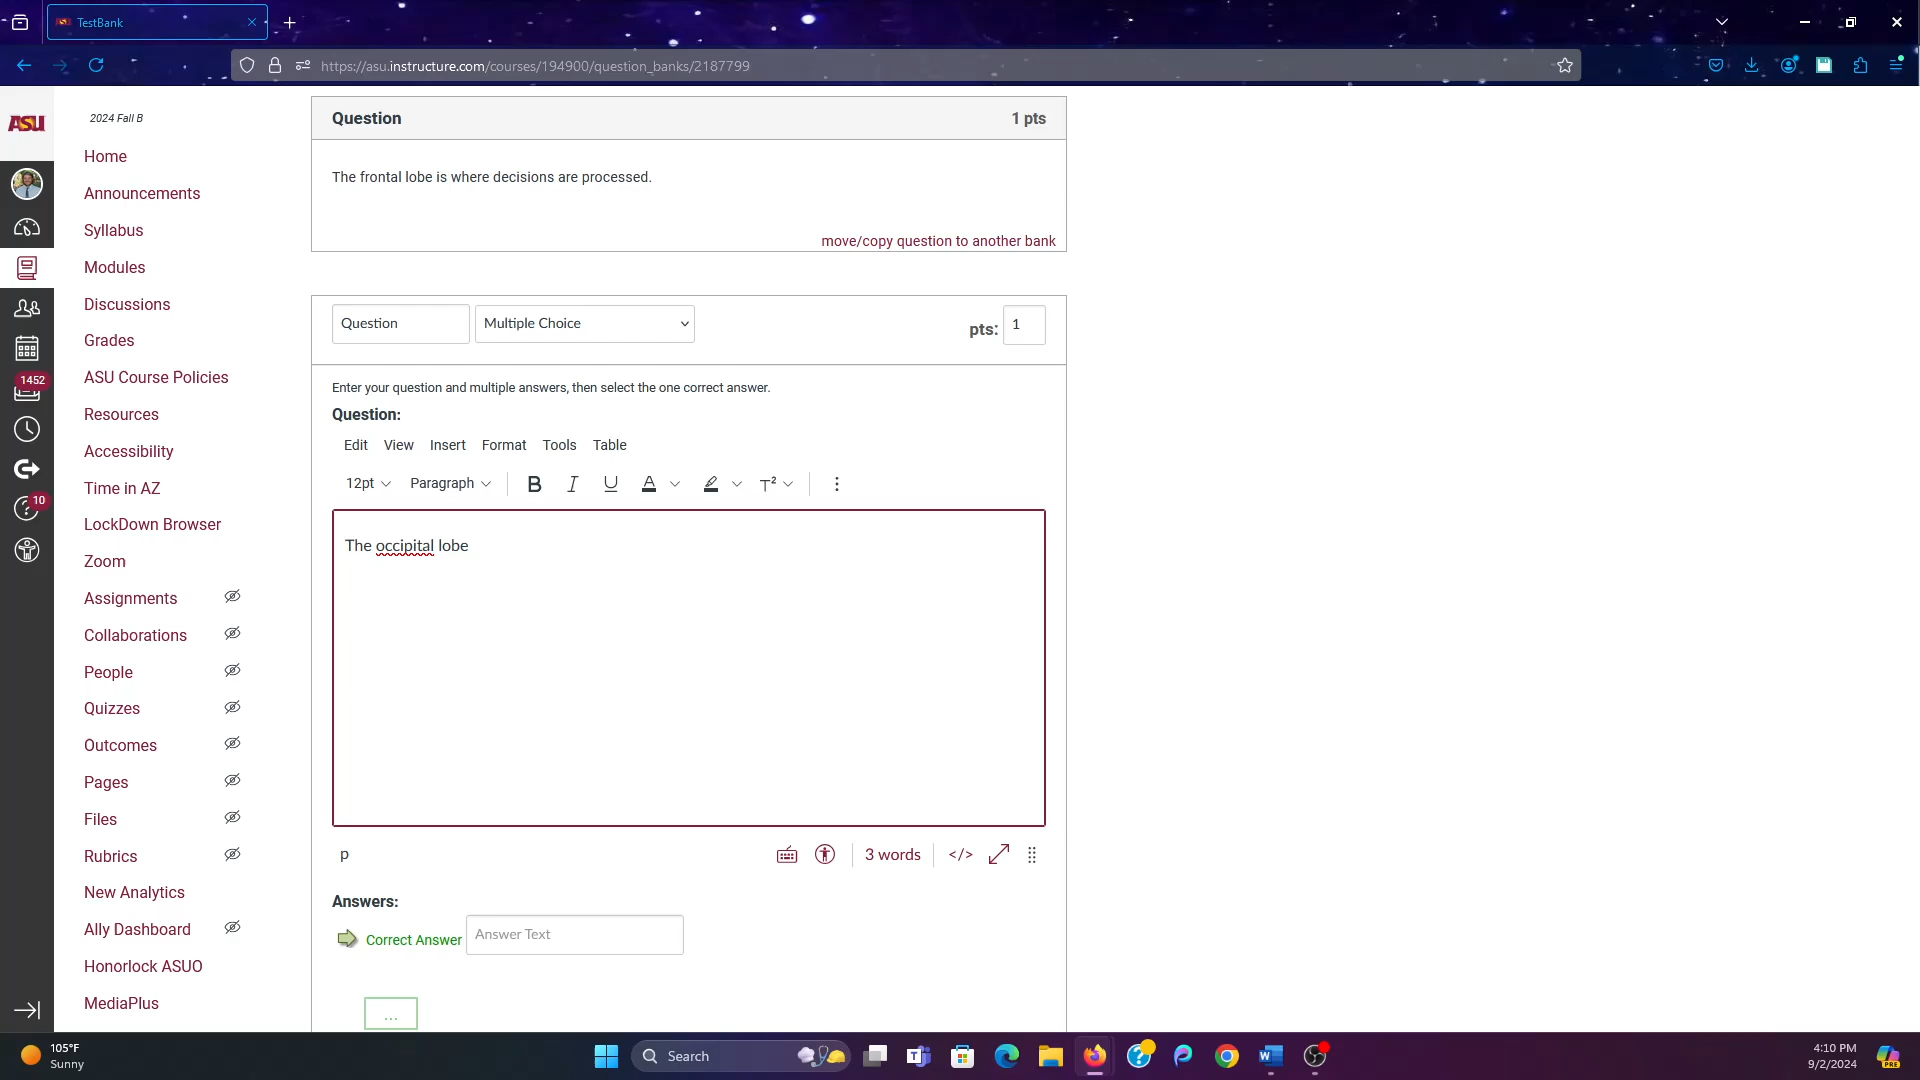 TestBank
https://asu.instructure.com/courses/194900/question_banks/2187799
ASU
2024 Fall B
Home
Announcements
Syllabus
Modules
Discussions
Grades
ASU Course Policies
Resources
Accessibility
Time in AZ
LockDown Browser
Zoom
Assignments
Collaborations
People
Quizzes
Outcomes
Pages
Files
Rubrics
New Analytics
Ally Dashboard
Honorlock ASUO
MediaPlus
1452
10
Question 1 pts
The frontal lobe is where decisions are processed.
move/copy question to another bank
Question Multiple Choice pts: 1
Enter your question and multiple answers, then select the one correct answer.
Question:
Edit View Insert Format Tools Table
12pt Paragraph B I U A T²
The occipital lobe
p 3 words </>
Answers:
Correct Answer Answer Text
...
105°F
Sunny
Search
4:10 PM
9/2/2024